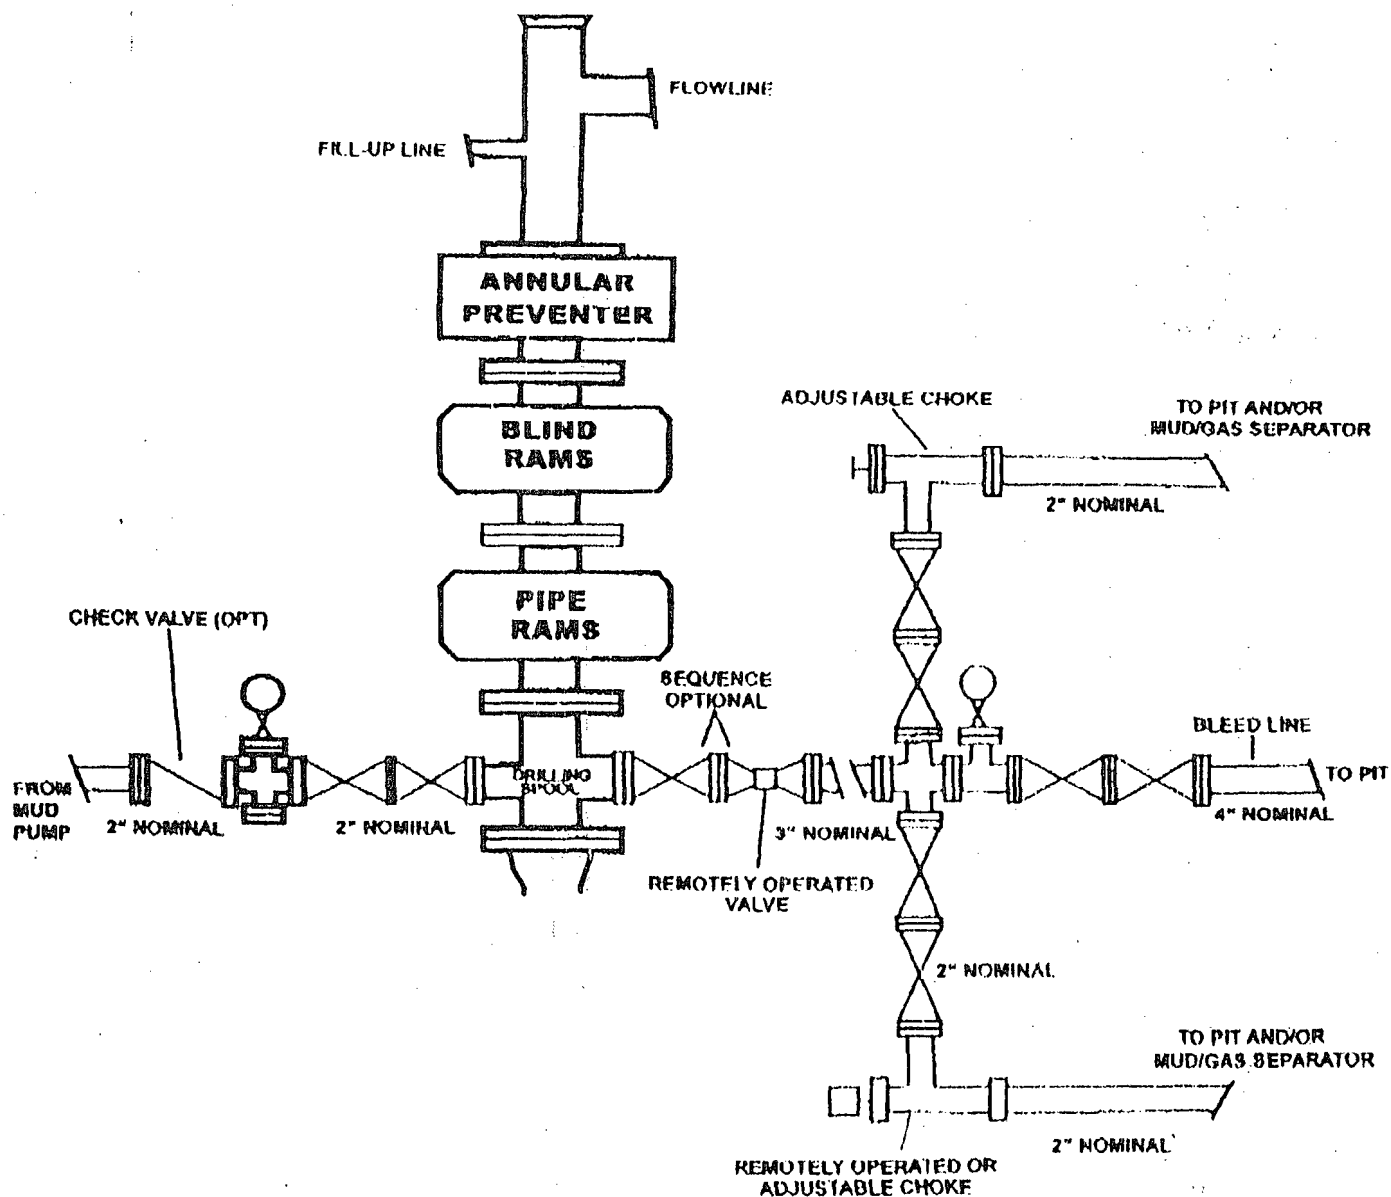 FLOWLINE
FILL-UP LINE
ANNULAR
PREVENTER
ADJUSTABLE CHOKE
TO PIT AND/OR
MUD/GAS SEPARATOR
BLIND
RAMS
2" NOMINAL
PIPE
RAMS
CHECK VALVE (OPT)
SEQUENCE
OPTIONAL
BLEED LINE
DRILLING
SPOOL
TO PIT
FROM
MUD
PUMP
2" NOMINAL
2" NOMINAL
3" NOMINAL
4" NOMINAL
REMOTELY OPERATED
VALVE
2" NOMINAL
TO PIT AND/OR
MUD/GAS SEPARATOR
2" NOMINAL
REMOTELY OPERATED OR
ADJUSTABLE CHOKE